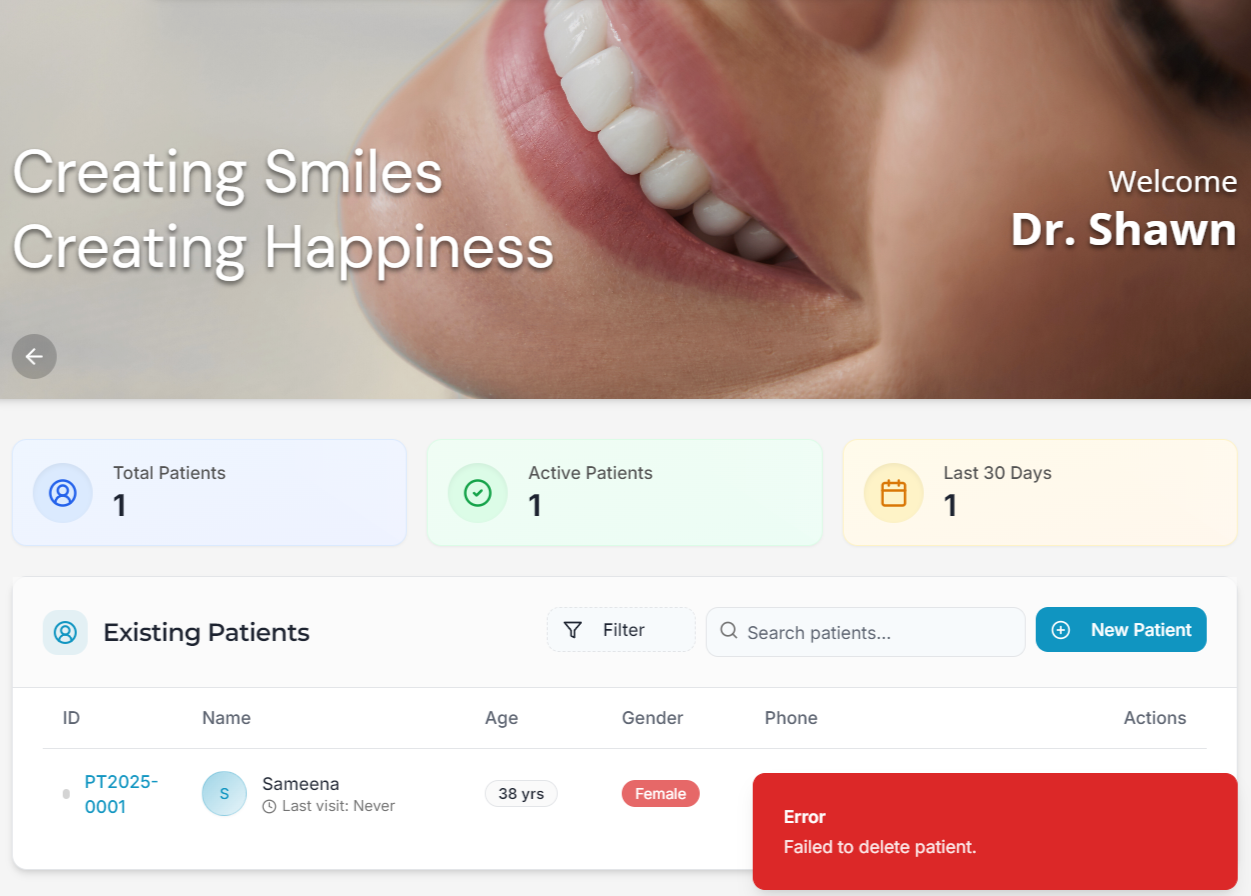 Creating Smiles
Creating Happiness
Welcome
Dr. Shawn
Total Patients
1
Active Patients
1
Last 30 Days
1
Existing Patients
Filter
Search patients...
New Patient
ID Name Age Gender Phone Actions
PT2025-
0001
S
Sameena
Last visit: Never
38 yrs
Female
Error
Failed to delete patient.